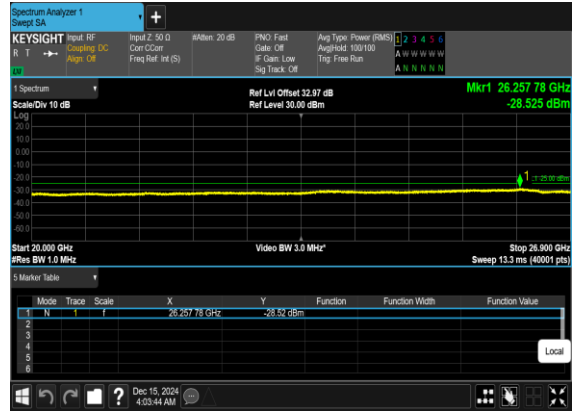 Spectrum Analyzer 1
Swept SA
+
KEYSIGHT
R T
Input: RF
Coupling: DC
Align: Off
Input Z: 50 Ω
Corr CCorr
Freq Ref: Int (S)
#Atten: 20 dB
PNO: Fast
Gate: Off
IF Gain: Low
Sig Track: Off
Avg Type: Power (RMS)
Avg|Hold: 100/100
Trig: Free Run
1 2 3 4 5 6
A W W W W W
A N N N N N
1 Spectrum
Scale/Div 10 dB
Ref Lvl Offset 32.97 dB
Ref Level 30.00 dBm
Mkr1 26.257 78 GHz
-28.525 dBm
Log
20.0
10.0
0.00
-10.0
-20.0
-30.0
-40.0
-50.0
-60.0
1
Start 20.000 GHz
#Res BW 1.0 MHz
Video BW 3.0 MHz*
Stop 26.900 GHz
Sweep 13.3 ms (40001 pts)
5 Marker Table
Mode Trace Scale X Y Function Function Width Function Value
1 N 1 f 26.257 78 GHz -28.52 dBm
2
3
4
5
6
Local
?
Dec 15, 2024
4:03:44 AM